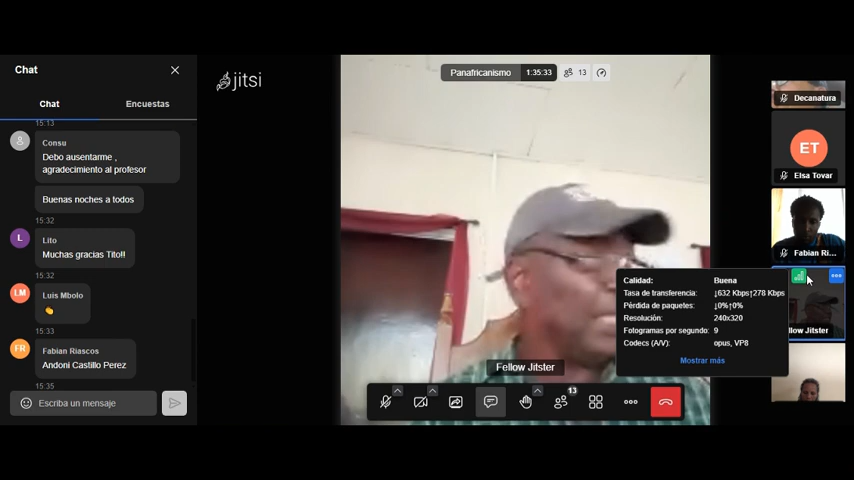 Chat
Chat
Encuestas
15:13
Consu
Debo ausentarme ,
agradecimiento al profesor
Buenas noches a todos
15:32
L
Lito
Muchas gracias Tito!!
15:32
LM
Luis Mbolo
👏
15:33
FR
Fabian Riascos
Andoni Castillo Perez
15:35
Escriba un mensaje
jitsi
Panafricanismo
1:35:33
13
Fellow Jitster
13
Decanatura
ET
Elsa Tovar
Fabian Ri...
llow Jitster
Calidad: Buena
Tasa de transferencia: ↓632 Kbps↑278 Kbps
Pérdida de paquetes: ↓0%↑0%
Resolución: 240x320
Fotogramas por segundo: 9
Codecs (A/V): opus, VP8
Mostrar más